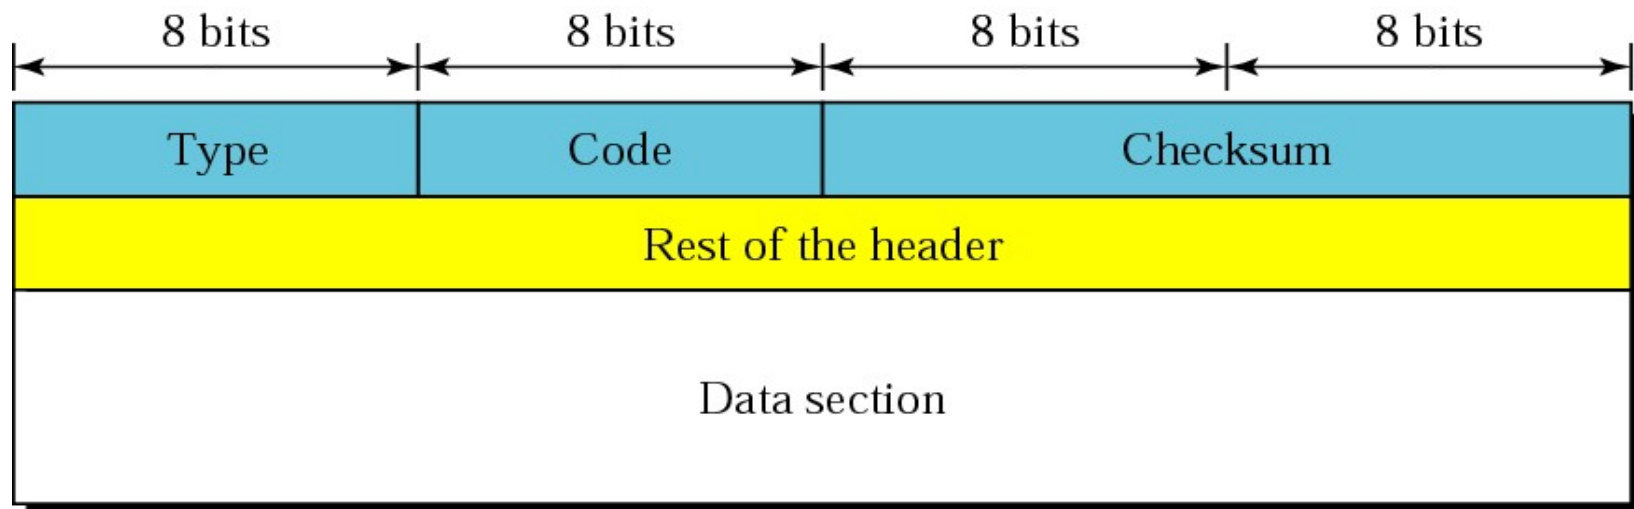 8 bits 8 bits 8 bits 8 bits
Type Code Checksum
Rest of the header
Data section